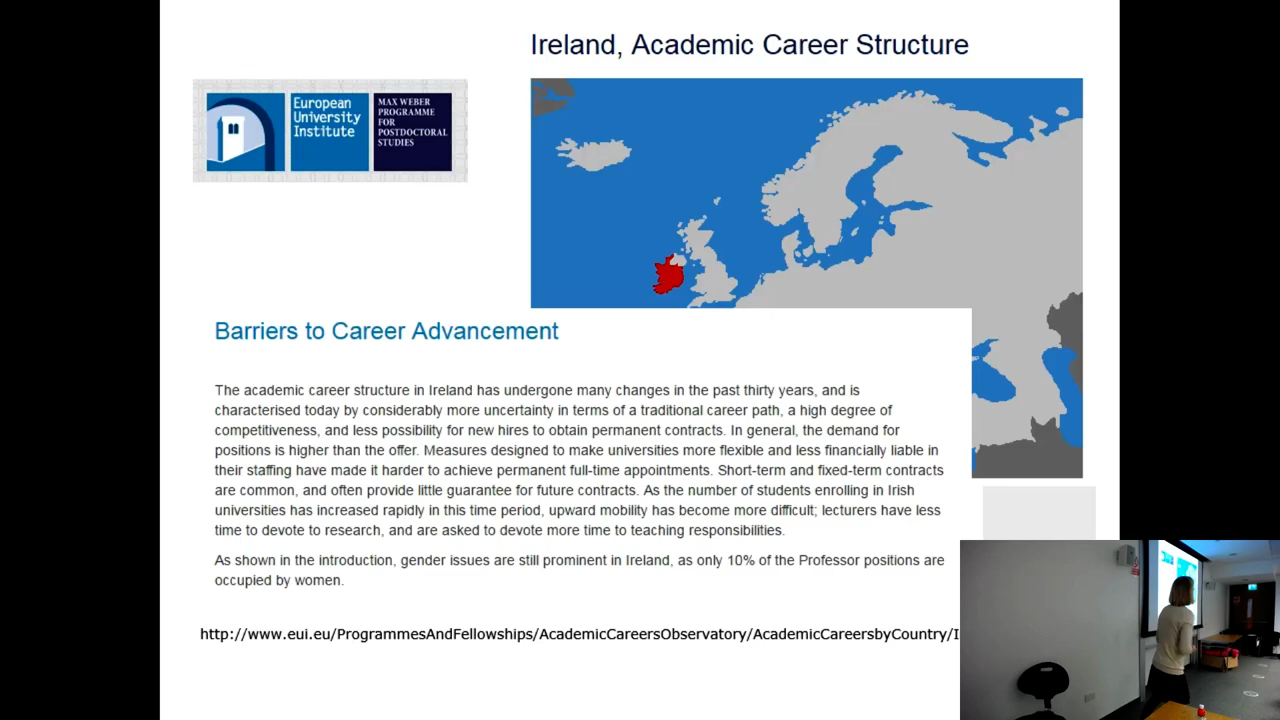 Ireland, Academic Career Structure
European
University
Institute
MAX WEBER
PROGRAMME
FOR
POSTDOCTORAL
STUDIES
Barriers to Career Advancement
The academic career structure in Ireland has undergone many changes in the past thirty years, and is
characterised today by considerably more uncertainty in terms of a traditional career path, a high degree of
competitiveness, and less possibility for new hires to obtain permanent contracts. In general, the demand for
positions is higher than the offer. Measures designed to make universities more flexible and less financially liable in
their staffing have made it harder to achieve permanent full-time appointments. Short-term and fixed-term contracts
are common, and often provide little guarantee for future contracts. As the number of students enrolling in Irish
universities has increased rapidly in this time period, upward mobility has become more difficult; lecturers have less
time to devote to research, and are asked to devote more time to teaching responsibilities.
As shown in the introduction, gender issues are still prominent in Ireland, as only 10% of the Professor positions are
occupied by women.
http://www.eui.eu/ProgrammesAndFellowships/AcademicCareersObservatory/AcademicCareersbyCountry/I